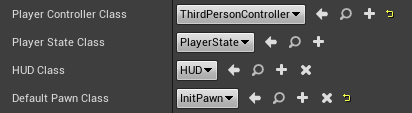 Player Controller Class ThirdPersonController
Player State Class PlayerState
HUD Class HUD
Default Pawn Class InitPawn